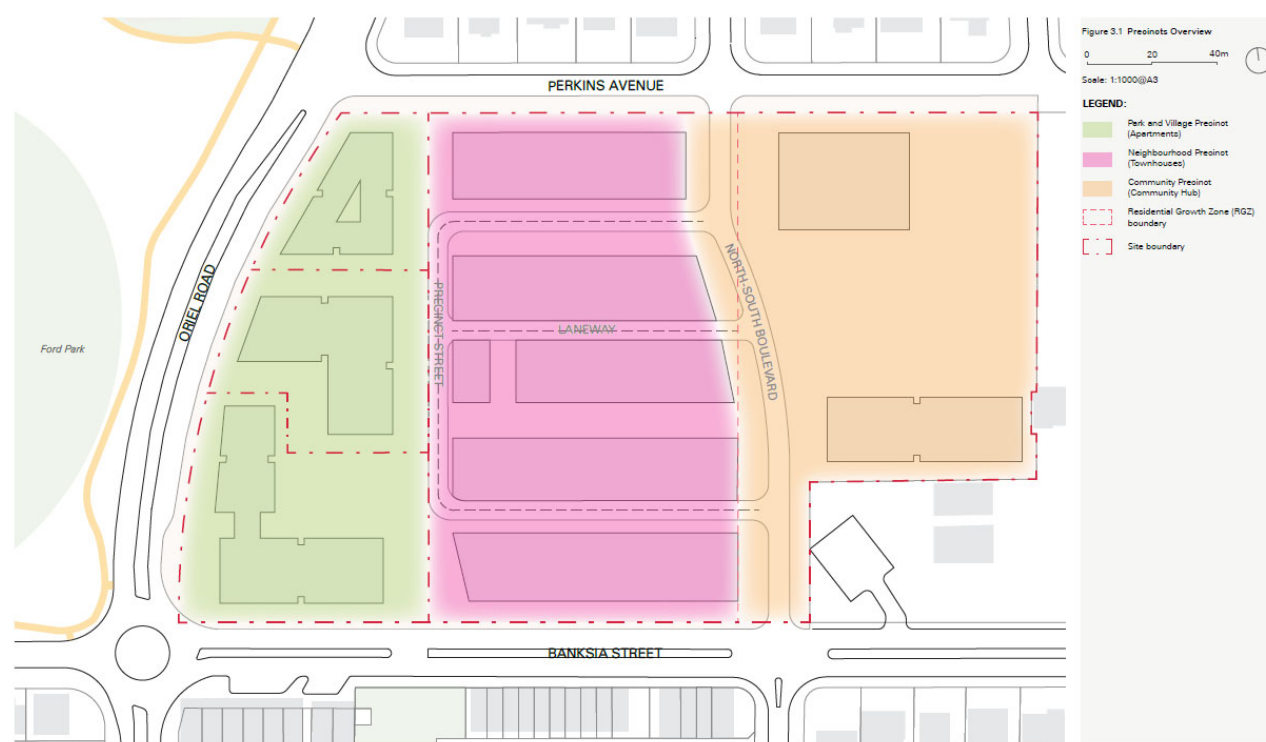 Figure 3.1 Precincts Overview
0 20 40m
Scale: 1:1000@A3
LEGEND:
Park and Village Precinct
(Apartments)
Neighbourhood Precinct
(Townhouses)
Community Precinct
(Community Hub)
Residential Growth Zone (RGZ)
boundary
Site boundary
PERKINS AVENUE
ORIEL ROAD
Ford Park
PRECINCT STREET
LANEWAY
NORTH-SOUTH BOULEVARD
BANKSIA STREET